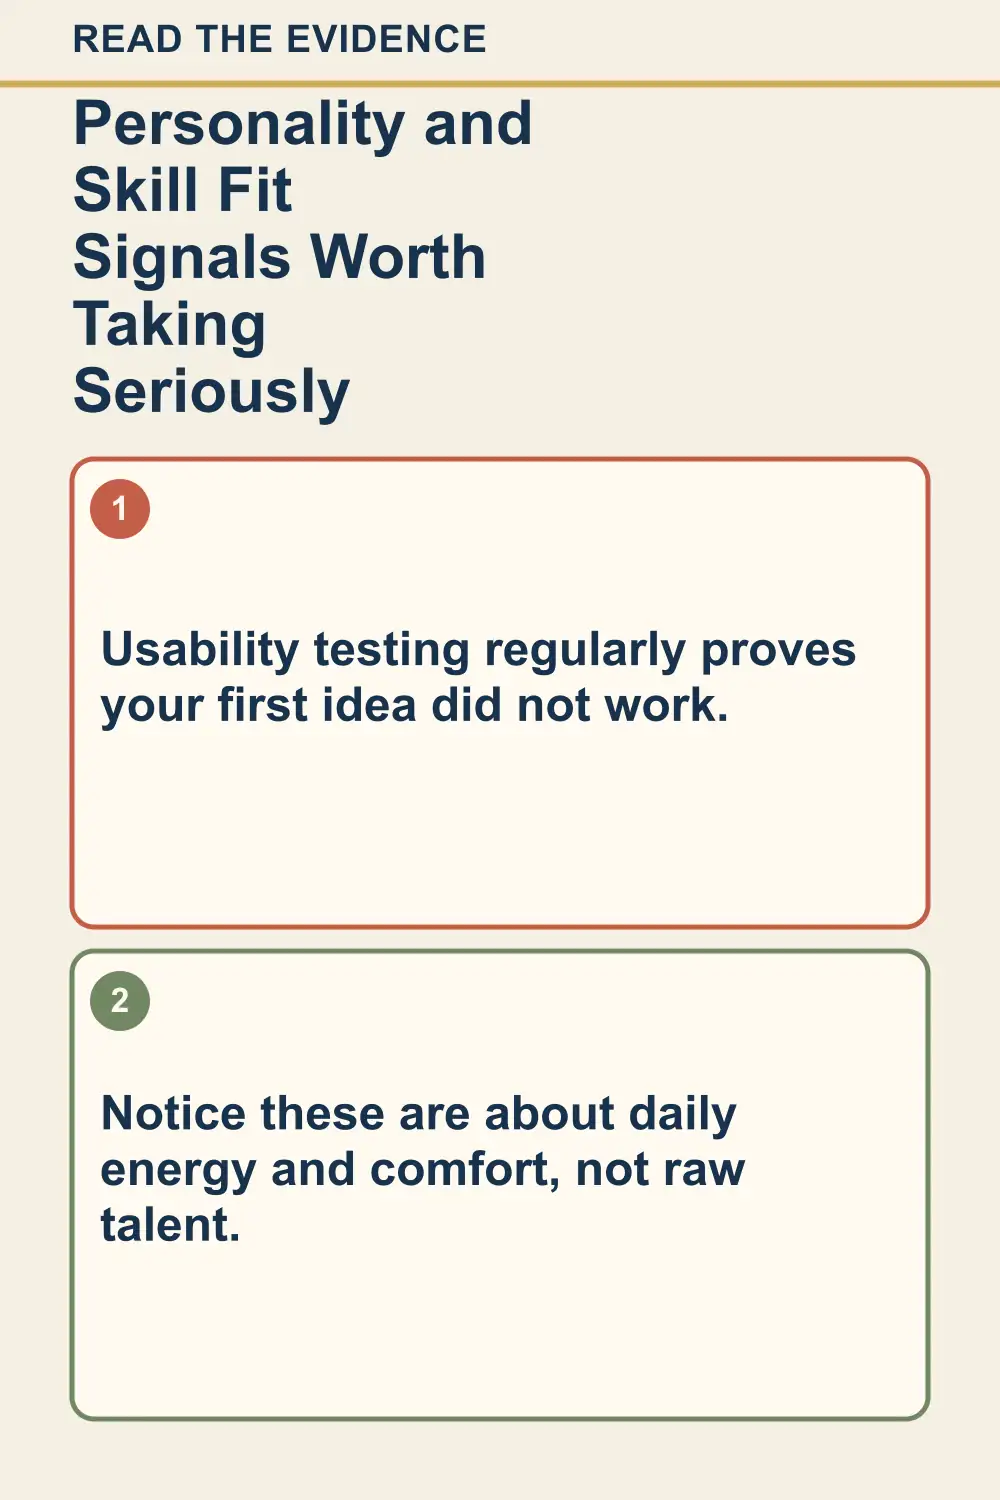 READ THE EVIDENCE
Personality and
Skill Fit
Signals Worth
Taking
Seriously
1
Usability testing regularly proves
your first idea did not work.
2
Notice these are about daily
energy and comfort, not raw
talent.